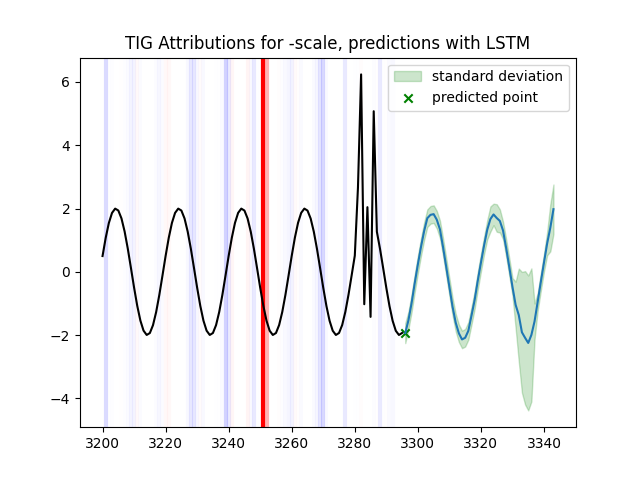 TIG Attributions for -scale, predictions with LSTM
standard deviation
predicted point
6
4
2
0
−2
−4
3200 3220 3240 3260 3280 3300 3320 3340